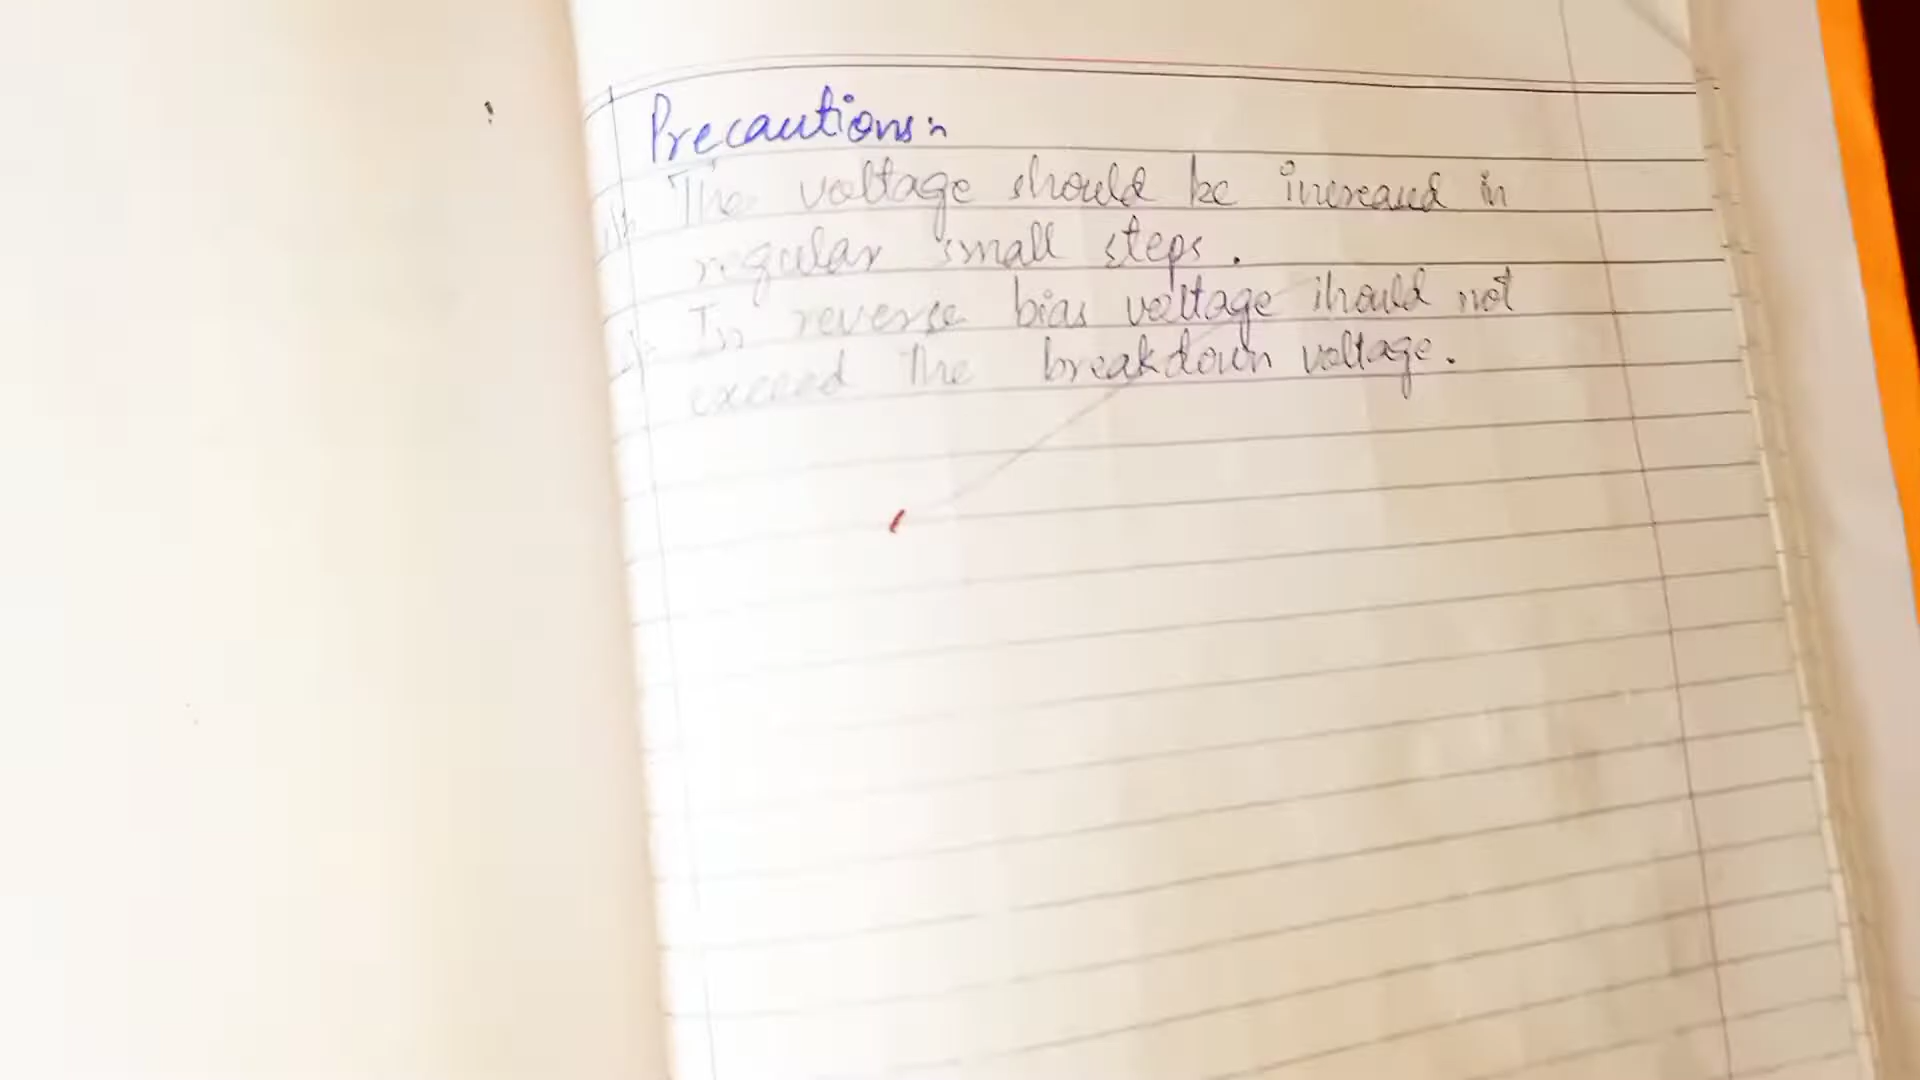 Precautions:-
1) The voltage should be increased in
regular small steps.
2) In reverse bias voltage should not
exceed the breakdown voltage.